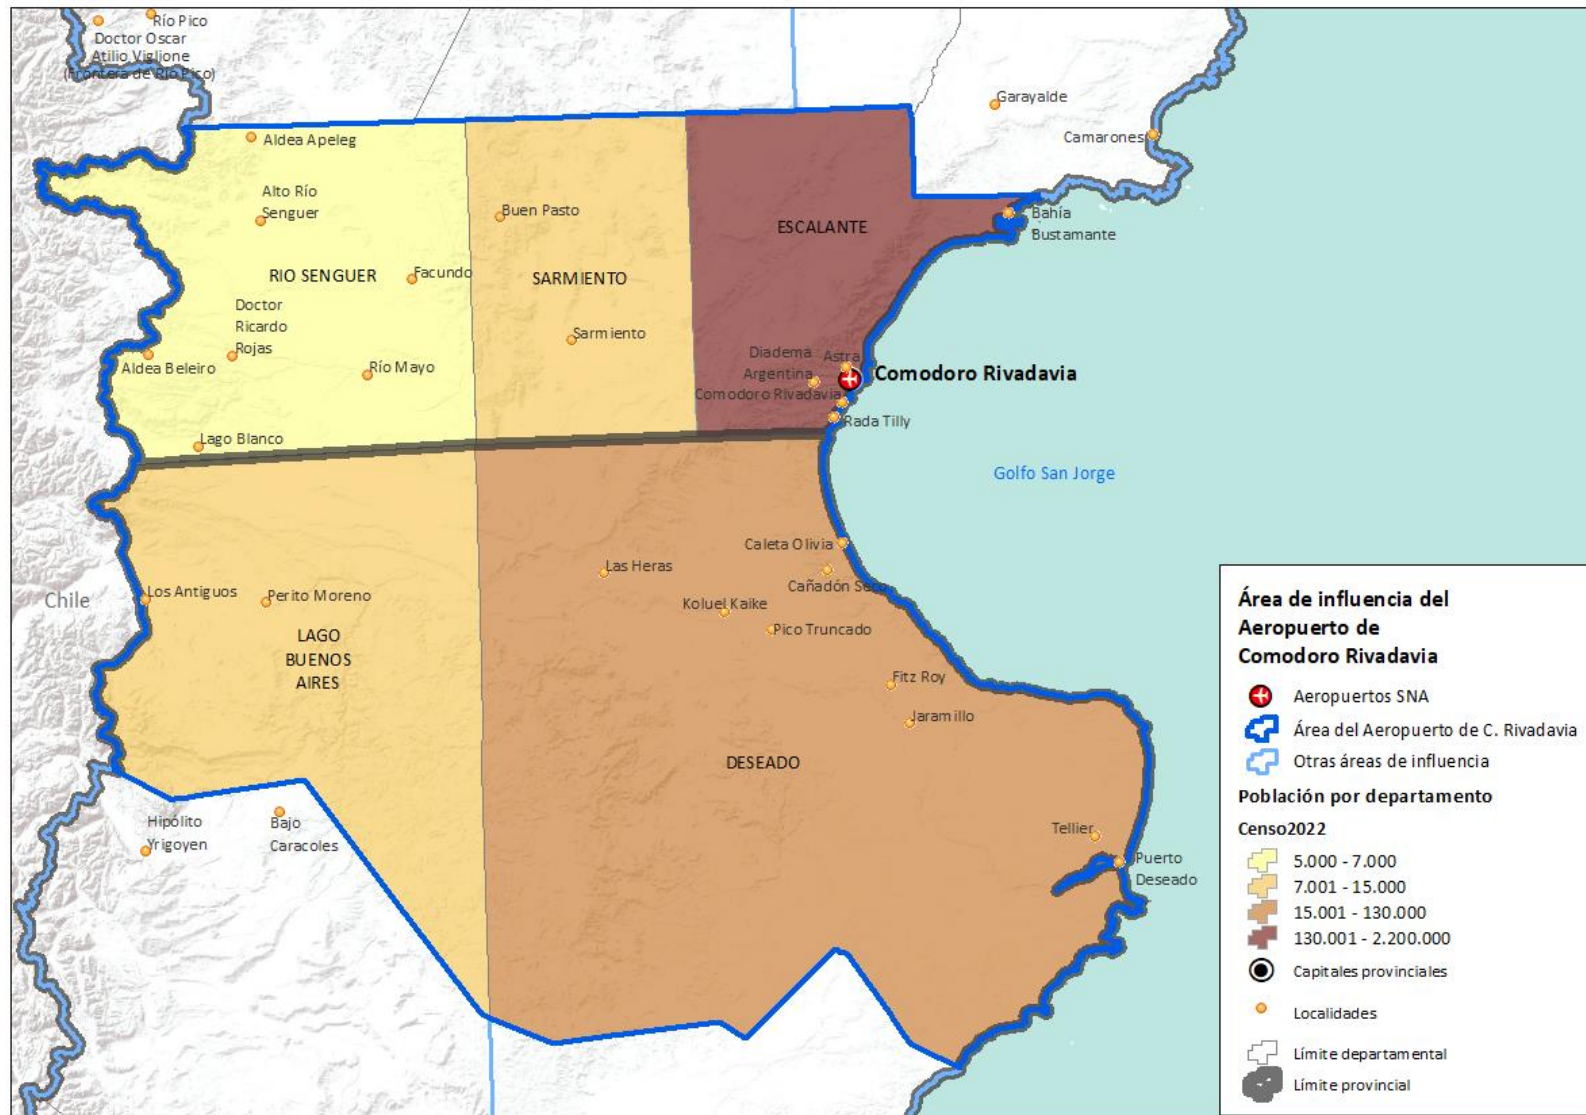 Río Pico
Doctor Oscar
Atilio Viglione
(Frontera de Río Pico)
Garayalde
Camarones
Aldea Apeleg
Alto Río
Senguer
Buen Pasto
ESCALANTE
Bahía
Bustamante
RIO SENGUER
Facundo
SARMIENTO
Doctor
Ricardo
Rojas
Sarmiento
Aldea Beleiro
Río Mayo
Diadema
Argentina
Astra
Comodoro Rivadavia
Comodoro Rivadavia
Rada Tilly
Lago Blanco
Golfo San Jorge
Caleta Olivia
Las Heras
Cañadón Seco
Chile
Los Antiguos
Perito Moreno
Koluel Kaike
Pico Truncado
LAGO
BUENOS
AIRES
Fitz Roy
Jaramillo
DESEADO
Hipólito
Yrigoyen
Bajo
Caracoles
Tellier
Puerto
Deseado
Área de influencia del
Aeropuerto de
Comodoro Rivadavia
Aeropuertos SNA
Área del Aeropuerto de C. Rivadavia
Otras áreas de influencia
Población por departamento
Censo2022
5.000 - 7.000
7.001 - 15.000
15.001 - 130.000
130.001 - 2.200.000
Capitales provinciales
Localidades
Límite departamental
Límite provincial